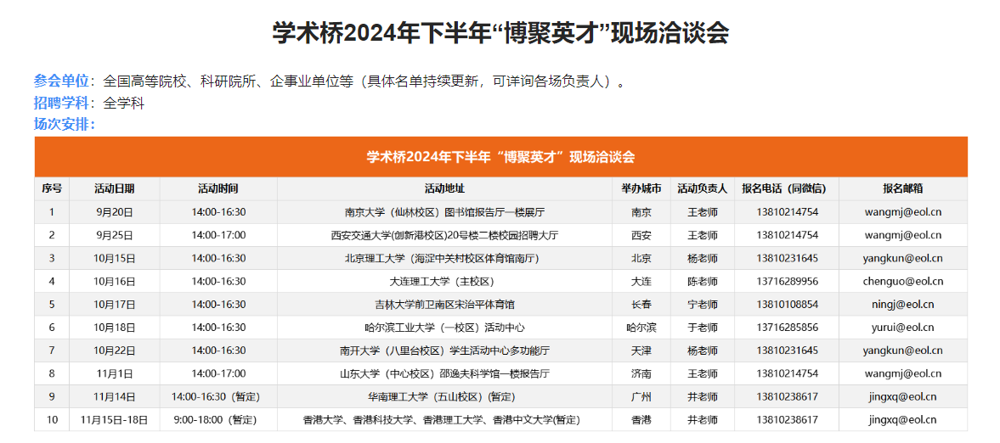 学术桥2024年下半年“博聚英才”现场洽谈会
参会单位：全国高等院校、科研院所、企事业单位等（具体名单持续更新，可详询各场负责人）。
招聘学科：全学科
场次安排：
学术桥2024年下半年“博聚英才”现场洽谈会
序号 活动日期 活动时间 活动地址 举办城市 活动负责人 报名电话（同微信） 报名邮箱
1 9月20日 14:00-16:30 南京大学（仙林校区）图书馆报告厅一楼展厅 南京 王老师 13810214754 wangmj@eol.cn
2 9月25日 14:00-17:00 西安交通大学(创新港校区)20号楼二楼校园招聘大厅 西安 王老师 13810214754 wangmj@eol.cn
3 10月15日 14:00-16:30 北京理工大学（海淀中关村校区体育馆南厅） 北京 杨老师 13810231645 yangkun@eol.cn
4 10月16日 14:00-16:30 大连理工大学（主校区） 大连 陈老师 13716289956 chenguo@eol.cn
5 10月17日 14:00-16:30 吉林大学前卫南区宋治平体育馆 长春 宁老师 13810108854 ningj@eol.cn
6 10月18日 14:00-16:30 哈尔滨工业大学（一校区）活动中心 哈尔滨 于老师 13716285856 yurui@eol.cn
7 10月22日 14:00-16:30 南开大学（八里台校区）学生活动中心多功能厅 天津 杨老师 13810231645 yangkun@eol.cn
8 11月1日 14:00-17:00 山东大学（中心校区）邵逸夫科学馆一楼报告厅 济南 王老师 13810214754 wangmj@eol.cn
9 11月14日 14:00-16:30（暂定） 华南理工大学（五山校区）(暂定） 广州 井老师 13810238617 jingxq@eol.cn
10 11月15日-18日 9:00-18:00（暂定） 香港大学、香港科技大学、香港理工大学、香港中文大学(暂定） 香港 井老师 13810238617 jingxq@eol.cn